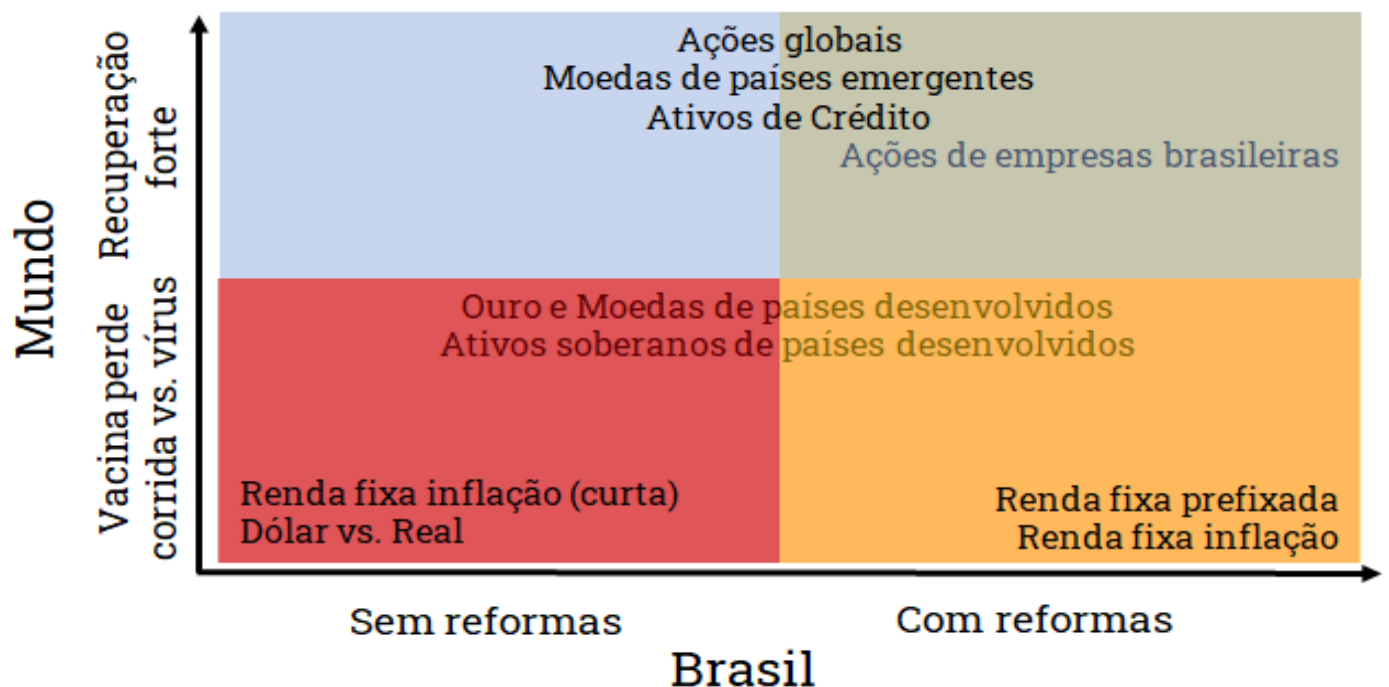 Mundo
Recuperação
forte
Vacina perde
corrida vs. vírus
Ações globais
Moedas de países emergentes
Ativos de Crédito
Ações de empresas brasileiras
Ouro e Moedas de países desenvolvidos
Ativos soberanos de países desenvolvidos
Renda fixa inflação (curta)
Dólar vs. Real
Renda fixa prefixada
Renda fixa inflação
Sem reformas
Com reformas
Brasil